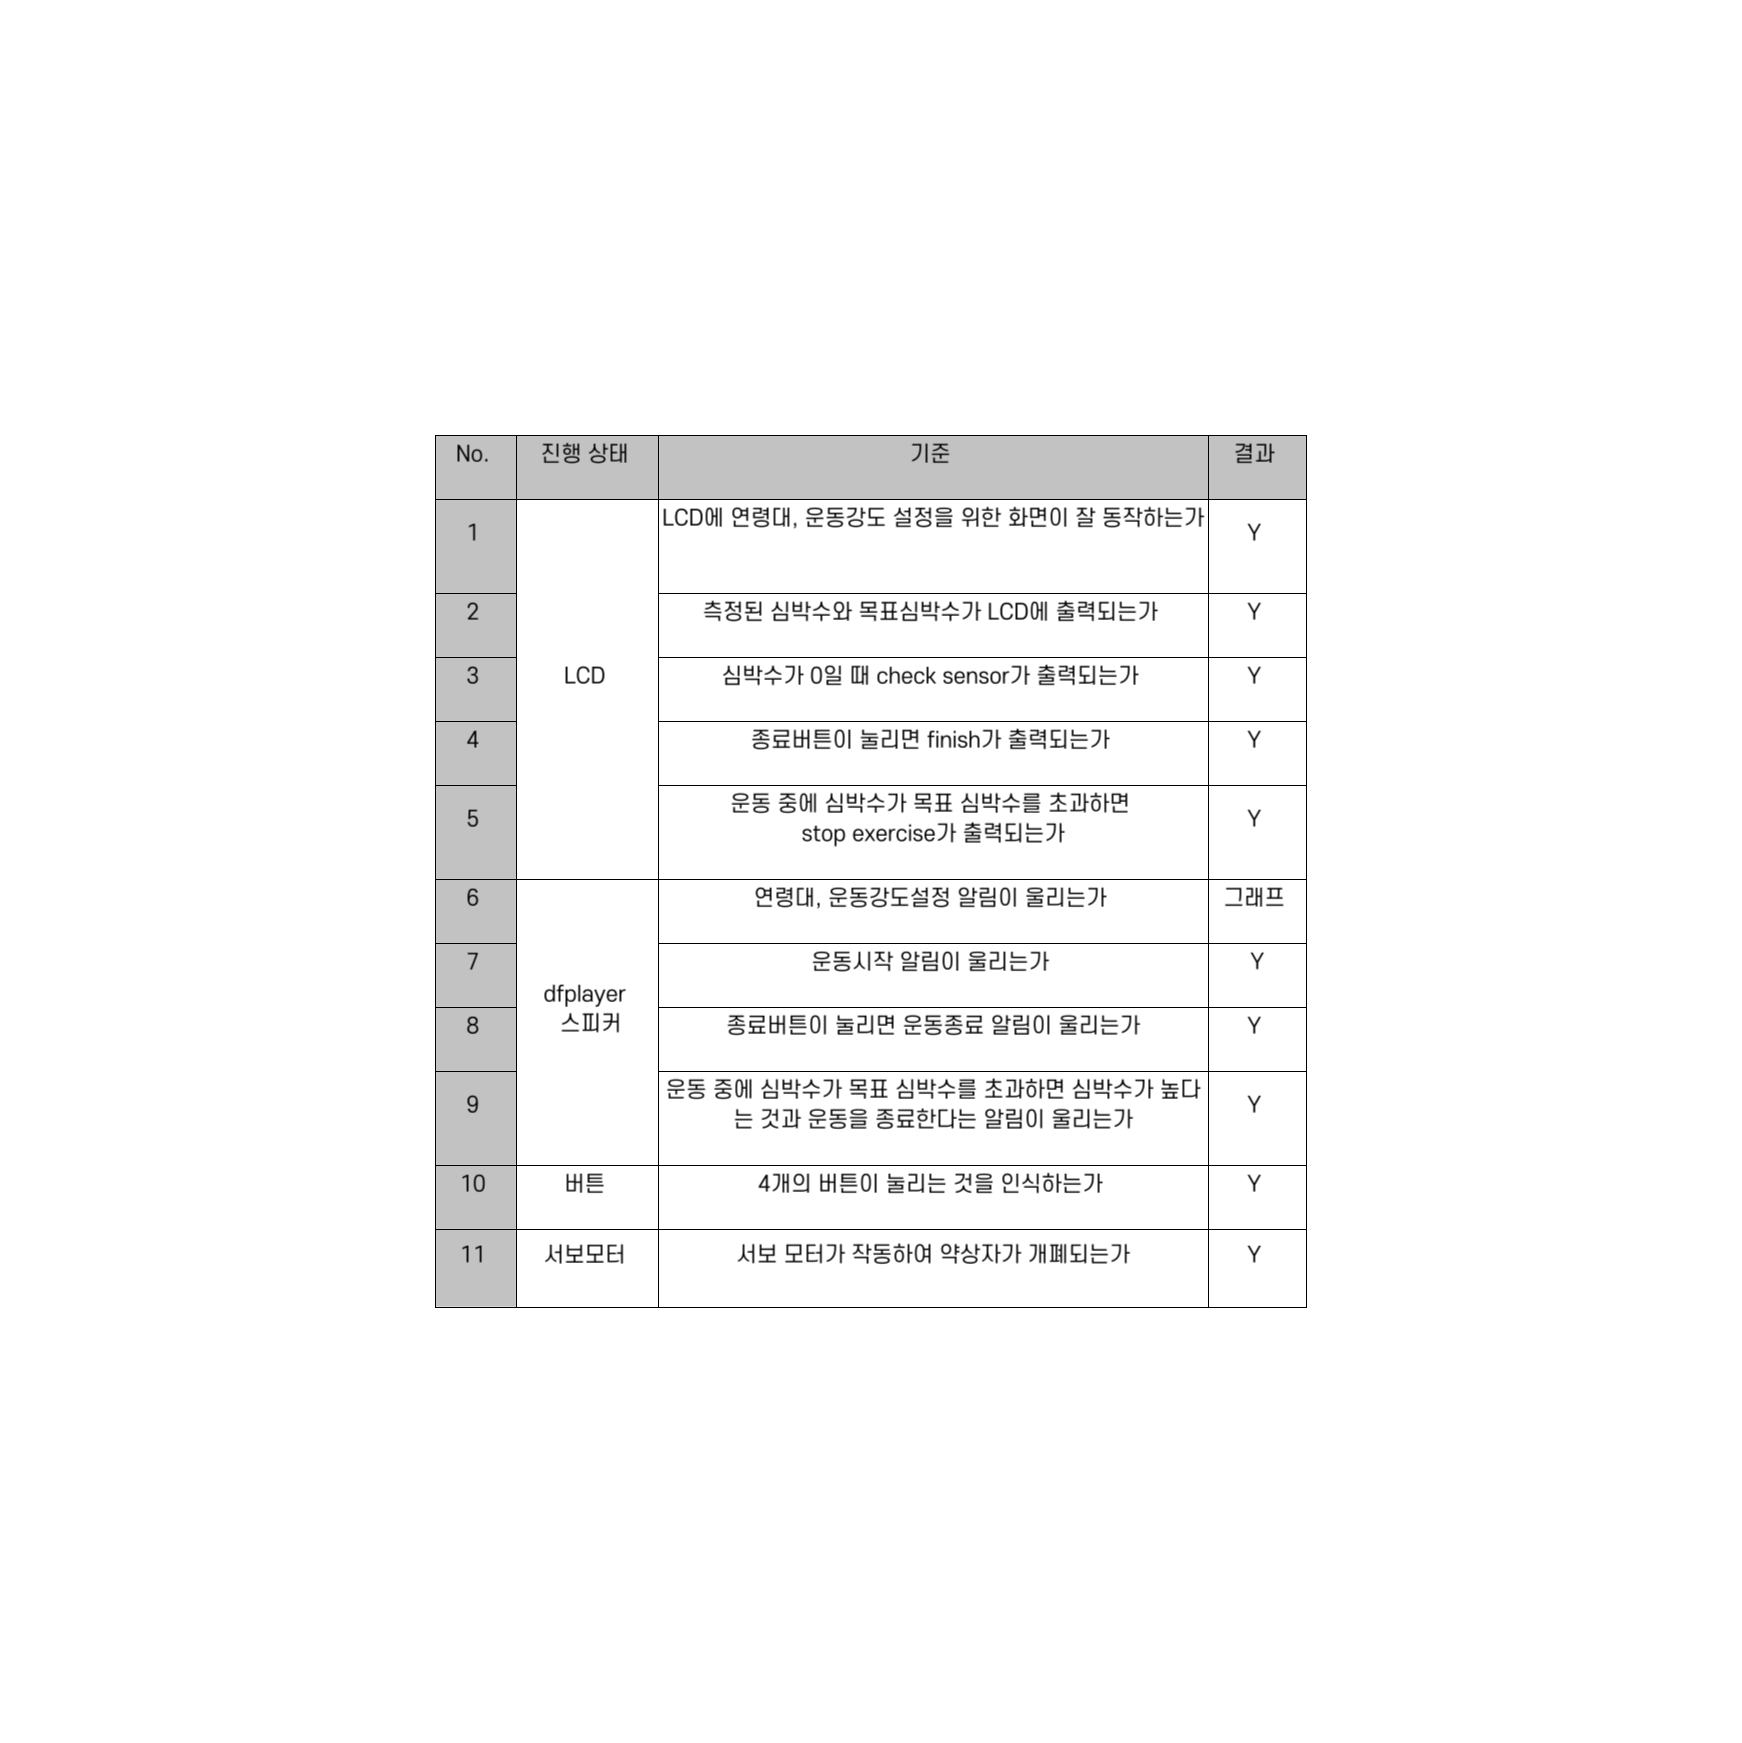 No. 진행 상태 기준 결과
1 LCD에 연령대, 운동강도 설정을 위한 화면이 잘 동작하는가 Y
2 측정된 심박수와 목표심박수가 LCD에 출력되는가 Y
LCD
3 심박수가 0일 때 check sensor가 출력되는가 Y
4 종료버튼이 눌리면 finish가 출력되는가 Y
5 운동 중에 심박수가 목표 심박수를 초과하면
stop exercise가 출력되는가 Y
6 연령대, 운동강도설정 알림이 울리는가 그래프
7 운동시작 알림이 울리는가 Y
dfplayer
스피커
8 종료버튼이 눌리면 운동종료 알림이 울리는가 Y
9 운동 중에 심박수가 목표 심박수를 초과하면 심박수가 높다
는 것과 운동을 종료한다는 알림이 울리는가 Y
10 버튼 4개의 버튼이 눌리는 것을 인식하는가 Y
11 서보모터 서보 모터가 작동하여 약상자가 개폐되는가 Y